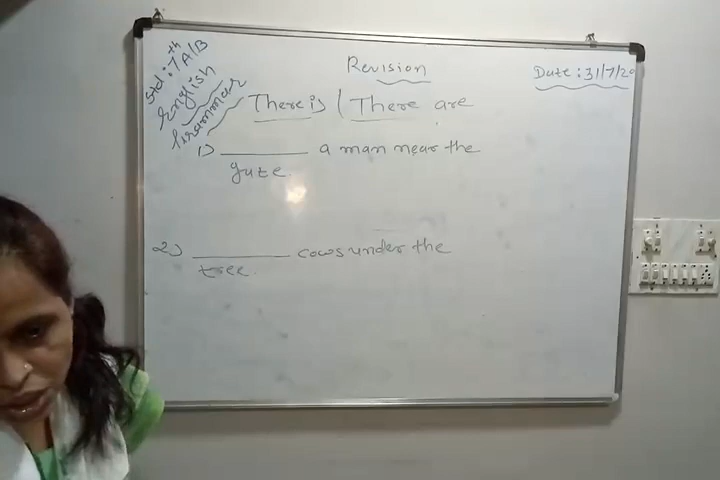 Std : 7th A/B
English
Grammar
Revision
Date : 31/7/20
There is / There are
1) ________ a man near the
gate.
2) ________ cows under the
tree.